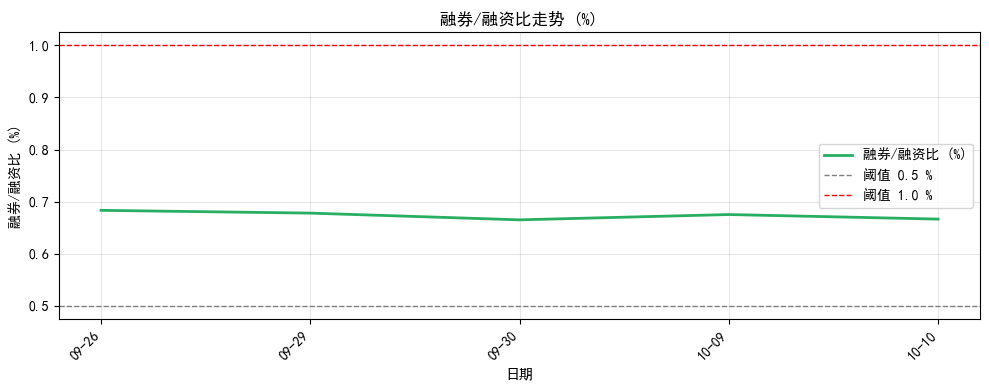 融券/融资比走势 (%)
融券/融资比 (%)
1.0
0.9
0.8
0.7
0.6
0.5
融券/融资比 (%)
阈值 0.5 %
阈值 1.0 %
09-26
09-29
09-30
10-09
10-10
日期